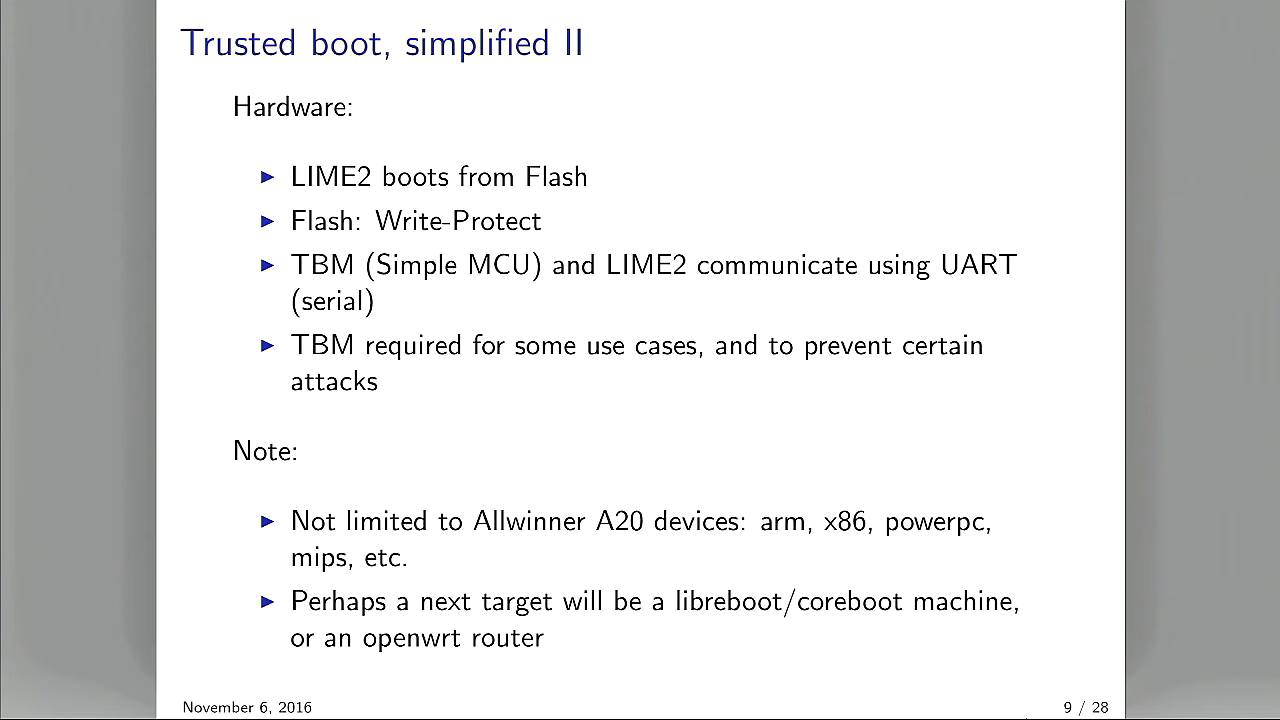 Trusted boot, simplified II
Hardware:
LIME2 boots from Flash
Flash: Write-Protect
TBM (Simple MCU) and LIME2 communicate using UART
(serial)
TBM required for some use cases, and to prevent certain
attacks
Note:
Not limited to Allwinner A20 devices: arm, x86, powerpc,
mips, etc.
Perhaps a next target will be a libreboot/coreboot machine,
or an openwrt router
November 6, 2016
9 / 28